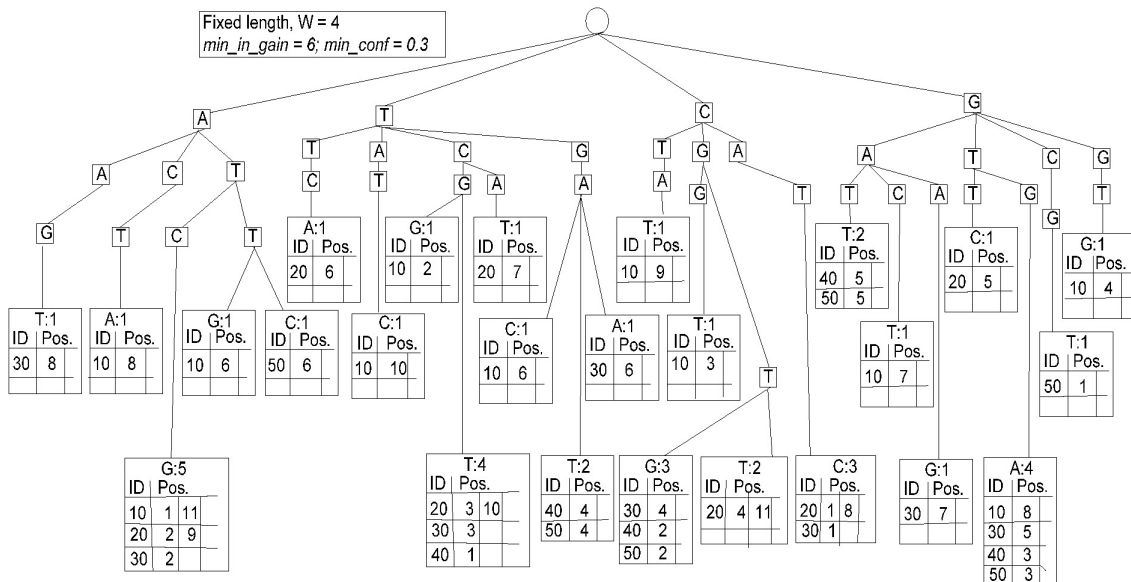 Fixed length, W = 4
min_in_gain = 6; min_conf = 0.3
A
T
C
G
A C T
T A C G
T G A
A T C G
G T C T
C T G A A
A G T
T C A T G G T
T
A:1
ID Pos.
20 6
G:1
ID Pos.
10 2
T:1
ID Pos.
20 7
T:1
ID Pos.
10 9
T:2
ID Pos.
40 5
50 5
C:1
ID Pos.
20 5
G:1
ID Pos.
10 4
T:1
ID Pos.
30 8
A:1
ID Pos.
10 8
G:1
ID Pos.
10 6
C:1
ID Pos.
50 6
C:1
ID Pos.
10 10
C:1
ID Pos.
10 6
A:1
ID Pos.
30 6
T:1
ID Pos.
10 3
T:1
ID Pos.
10 7
T:1
ID Pos.
50 1
G:5
ID Pos.
10 1 11
20 2 9
30 2
T:4
ID Pos.
20 3 10
30 3
40 1
T:2
ID Pos.
40 4
50 4
G:3
ID Pos.
30 4
40 2
50 2
T:2
ID Pos.
20 4 11
C:3
ID Pos.
20 1 8
30 1
G:1
ID Pos.
30 7
A:4
ID Pos.
10 8
30 5
40 3
50 3